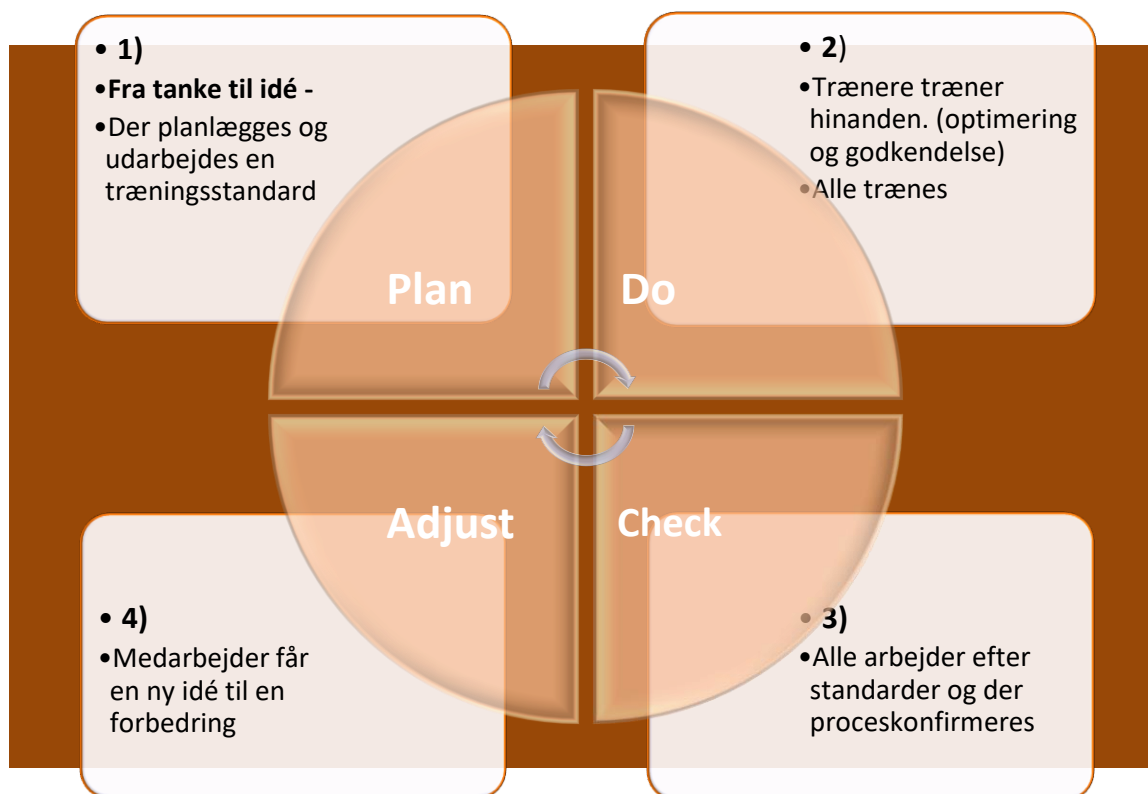 • 1)
•Fra tanke til idé -
•Der planlægges og
udarbejdes en
træningsstandard
Plan
• 2)
•Trænere træner
hinanden. (optimering
og godkendelse)
•Alle trænes
Do
Adjust
• 4)
•Medarbejder får
en ny idé til en
forbedring
Check
• 3)
•Alle arbejder efter
standarder og der
proceskonfirmeres